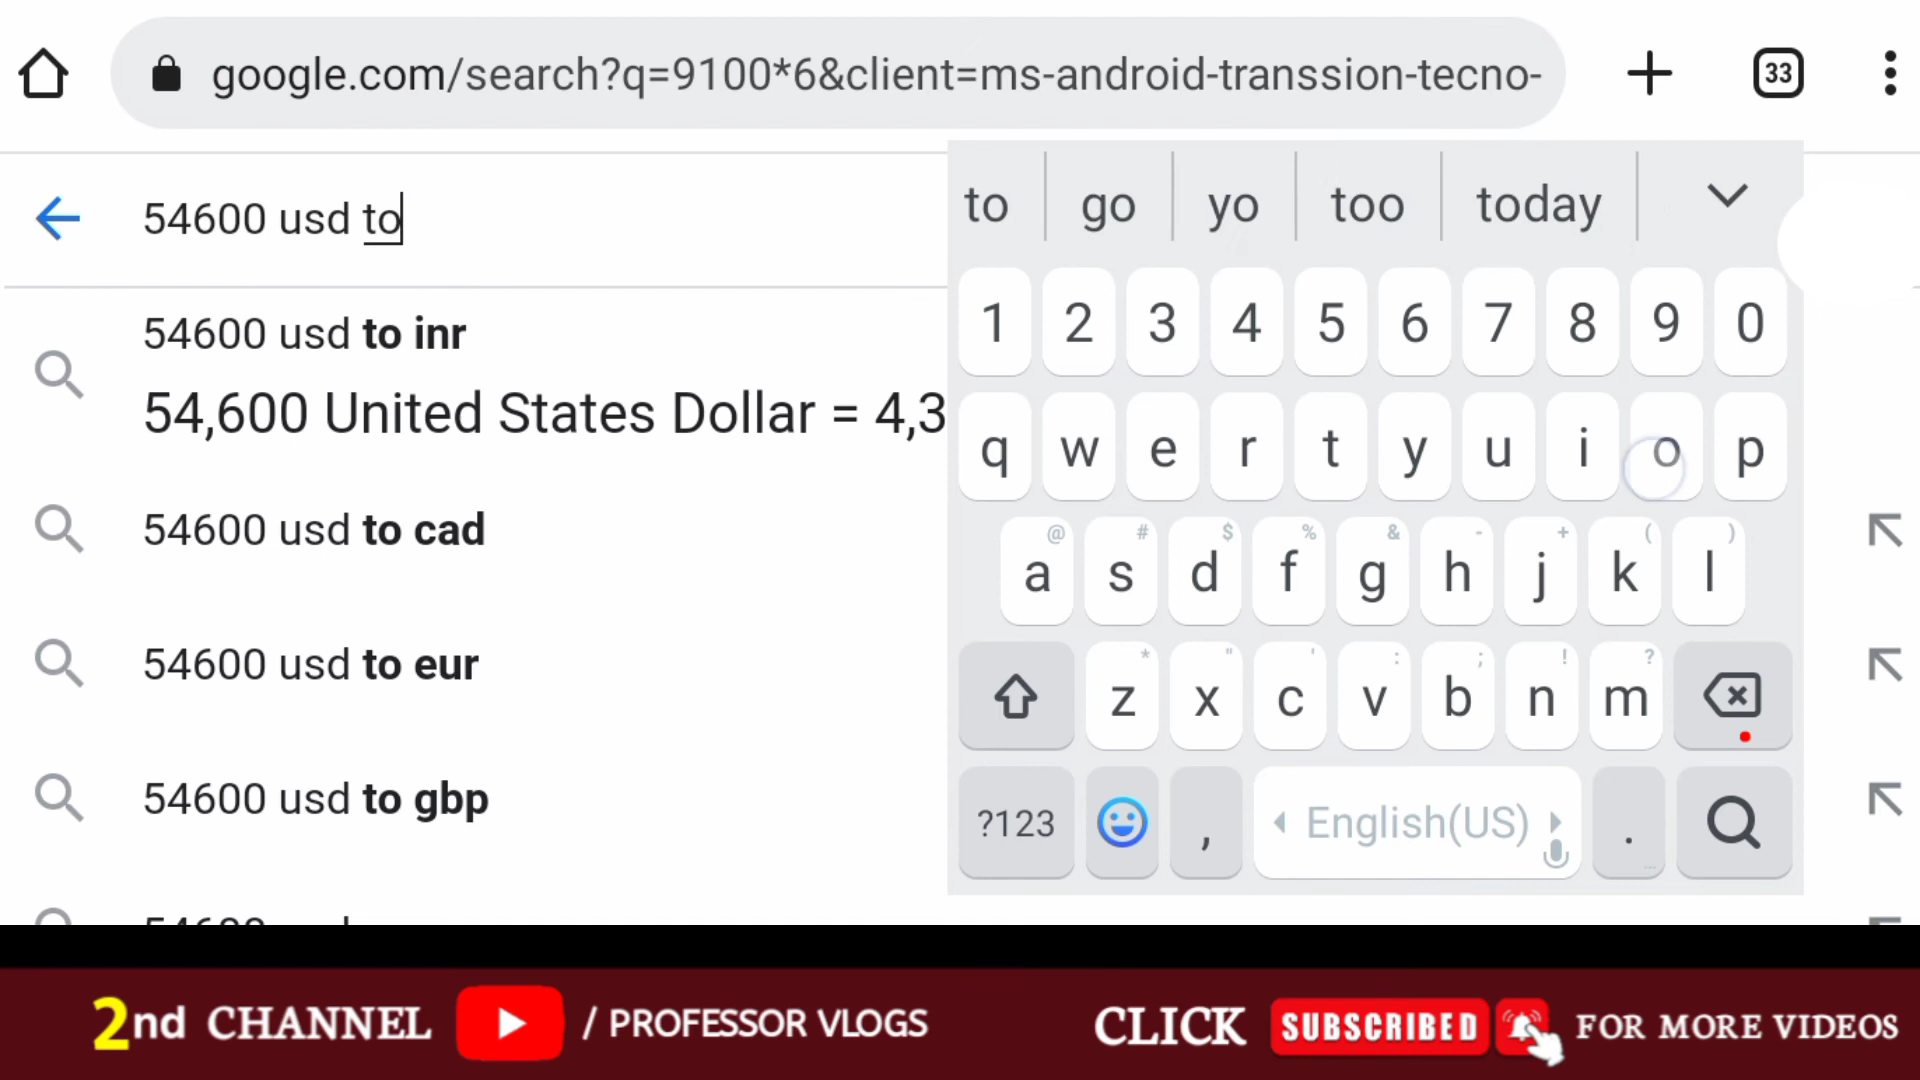 google.com/search?q=9100*6&client=ms-android-transsion-tecno-
33
54600 usd to
54600 usd to inr
54,600 United States Dollar = 4,3
54600 usd to cad
54600 usd to eur
54600 usd to gbp
to go yo too today
1 2 3 4 5 6 7 8 9 0
q w e r t y u i o p
@ # $ % & - + ( )
a s d f g h j k l
* " ' : ; ! ?
z x c v b n m
?123 , English(US) .
2nd CHANNEL / PROFESSOR VLOGS
CLICK SUBSCRIBED FOR MORE VIDEOS